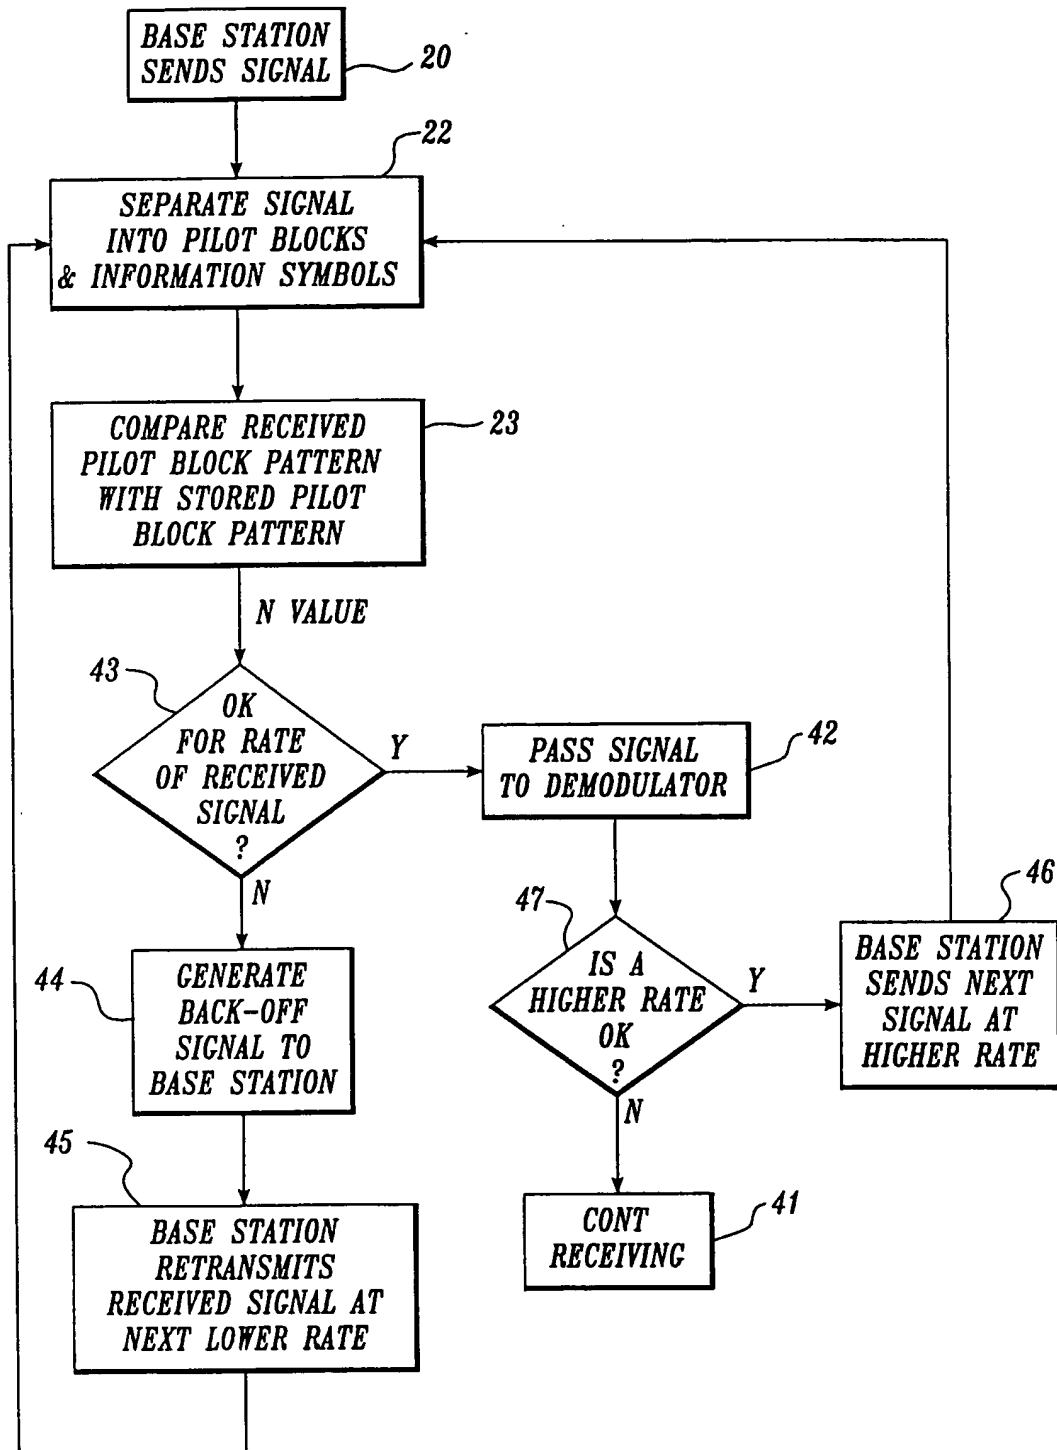 BASE STATION
SENDS SIGNAL
20
22
SEPARATE SIGNAL
INTO PILOT BLOCKS
& INFORMATION SYMBOLS
23
COMPARE RECEIVED
PILOT BLOCK PATTERN
WITH STORED PILOT
BLOCK PATTERN
N VALUE
43
OK
FOR RATE
OF RECEIVED
SIGNAL
?
Y
N
PASS SIGNAL
TO DEMODULATOR
42
47
IS A
HIGHER RATE
OK
?
Y
N
46
BASE STATION
SENDS NEXT
SIGNAL AT
HIGHER RATE
44
GENERATE
BACK-OFF
SIGNAL TO
BASE STATION
45
BASE STATION
RETRANSMITS
RECEIVED SIGNAL AT
NEXT LOWER RATE
CONT
RECEIVING
41